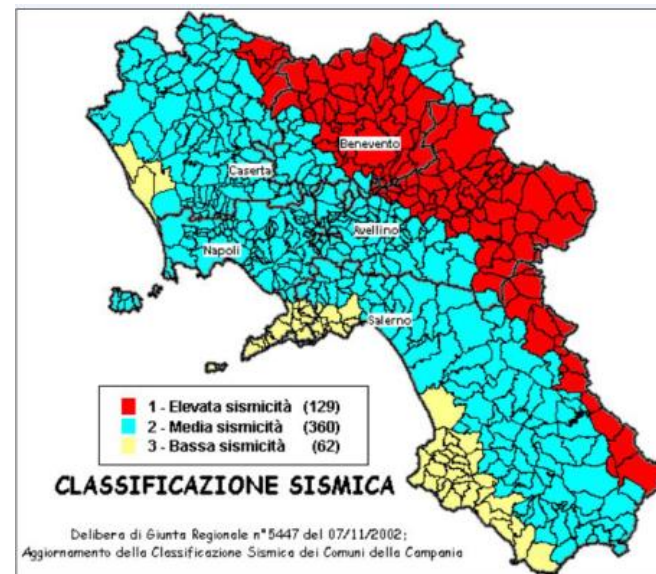 Benevento
Caserta
Avellino
Napoli
Salerno
1 - Elevata sismicità (129)
2 - Media sismicità (360)
3 - Bassa sismicità (62)
CLASSIFICAZIONE SISMICA
Delibera di Giunta Regionale n°5447 del 07/11/2002;
Aggiornamento della Classificazione Sismica dei Comuni della Campania